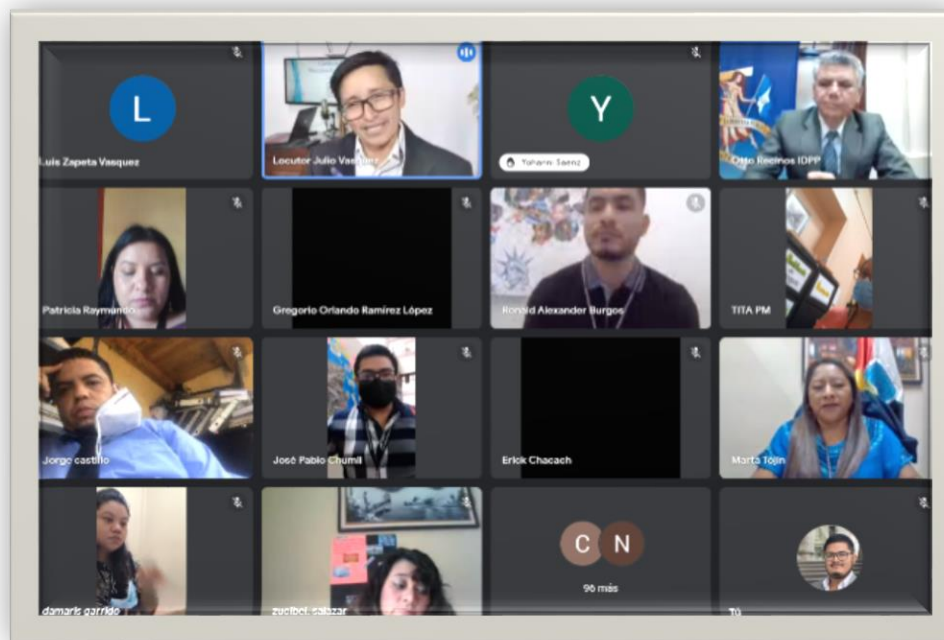 L
Luis Zapeta Vasquez
Locutor Julio Vasquez
Y
Yohann Saenz
Otto Recinos IDPP
Patricia Raymundo
Gregorio Orlando Ramírez López
Ronald Alexander Burgos
TITA PM
Jorge castillo
José Pablo Chumil
Erick Chacach
Marta Tojin
damaris garrido
zucibel. salazar
C N
96 más
Tú